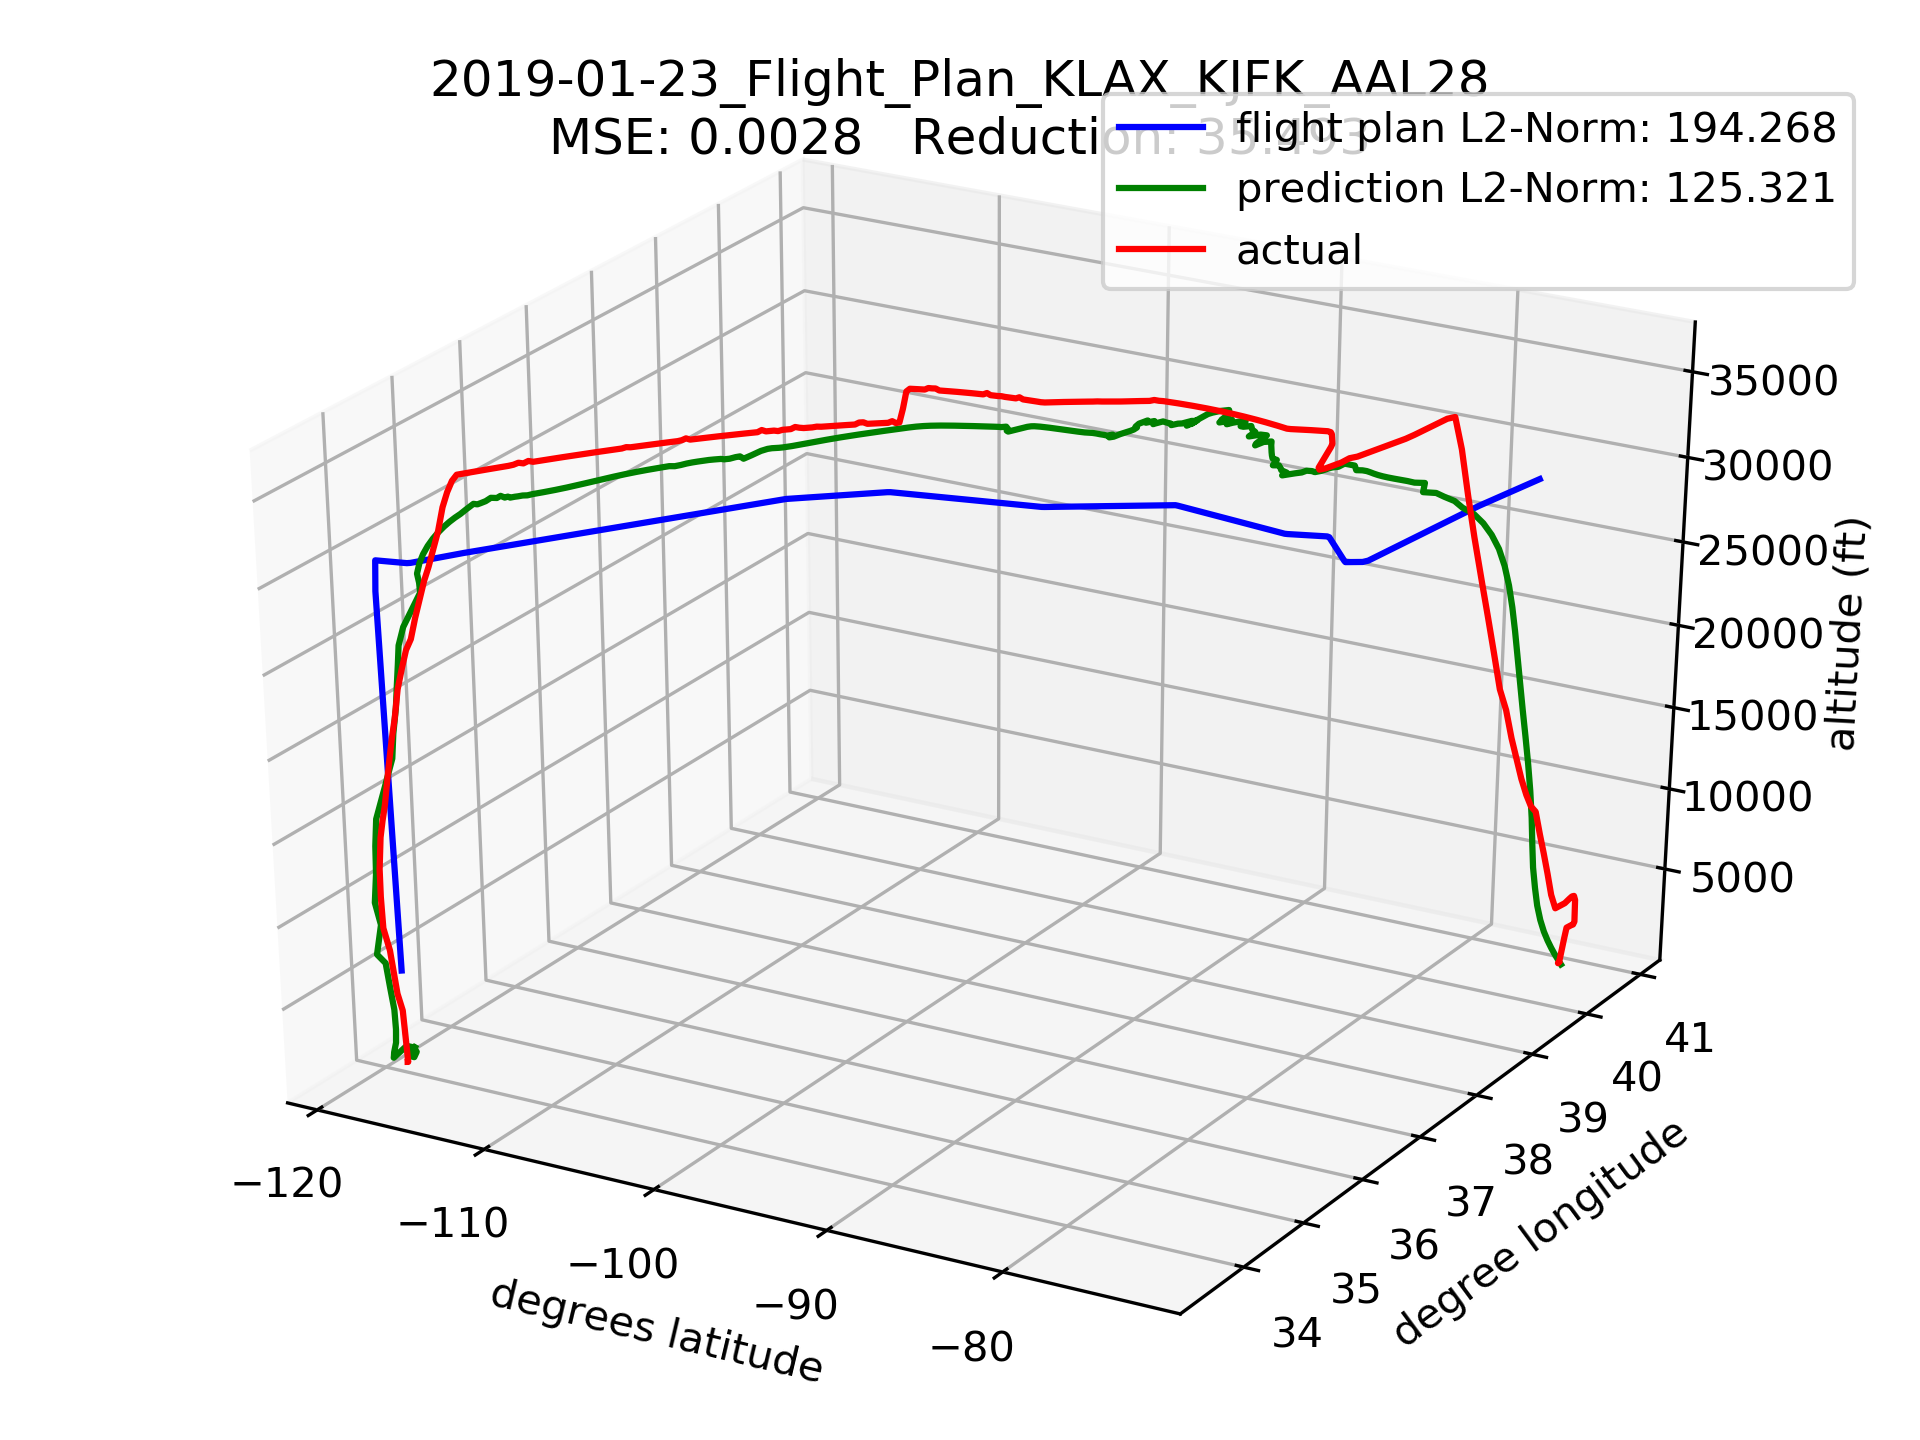 2019-01-23_Flight_Plan_KLAX_KJFK_AAL28
MSE: 0.0028 Reduction: 35.493
flight plan L2-Norm: 194.268
prediction L2-Norm: 125.321
actual
35000
30000
25000
20000
15000
10000
5000
altitude (ft)
41
40
39
38
37
36
35
34
degree longitude
−120
−110
−100
−90
−80
degrees latitude